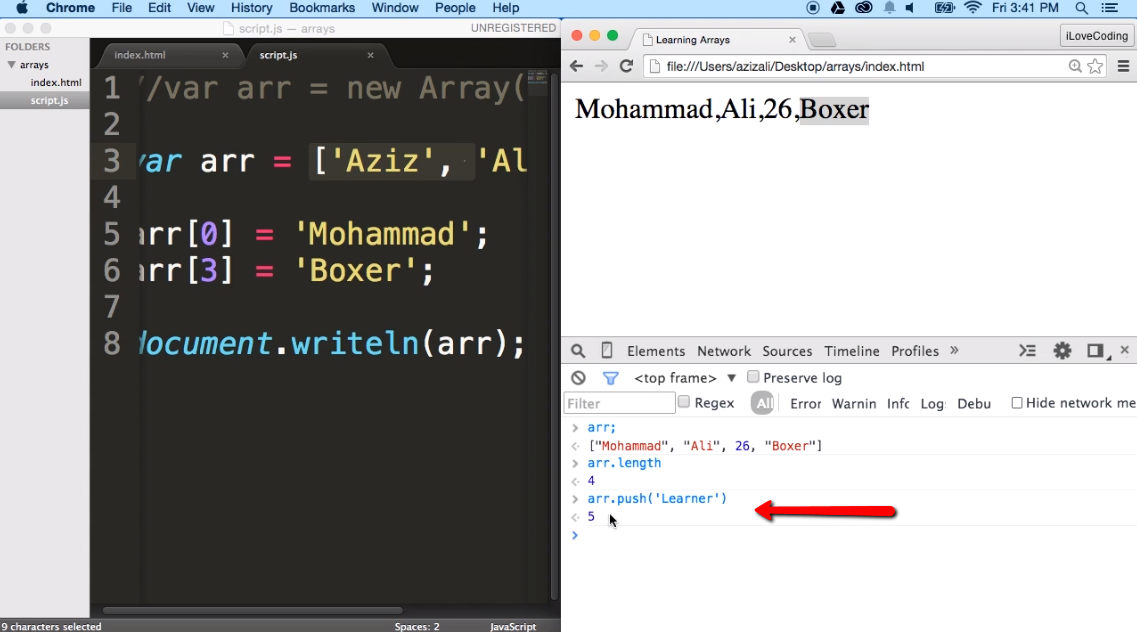 Chrome File Edit View History Bookmarks Window People Help Fri 3:41 PM
script.js — arrays UNREGISTERED
FOLDERS
arrays
index.html
script.js
index.html × script.js ×
1 //var arr = new Array(
2
3 var arr = ['Aziz', 'Al
4
5 arr[0] = 'Mohammad';
6 arr[3] = 'Boxer';
7
8 document.writeln(arr);
9 characters selected Spaces: 2 JavaScript
Learning Arrays × iLoveCoding
file:///Users/azizali/Desktop/arrays/index.html
Mohammad,Ali,26,Boxer
Elements Network Sources Timeline Profiles » ×
<top frame> ▼ Preserve log
Filter Regex All Error Warnin Info Log Debu Hide network me
> arr;
["Mohammad", "Ali", 26, "Boxer"]
> arr.length
4
> arr.push('Learner')
5
>